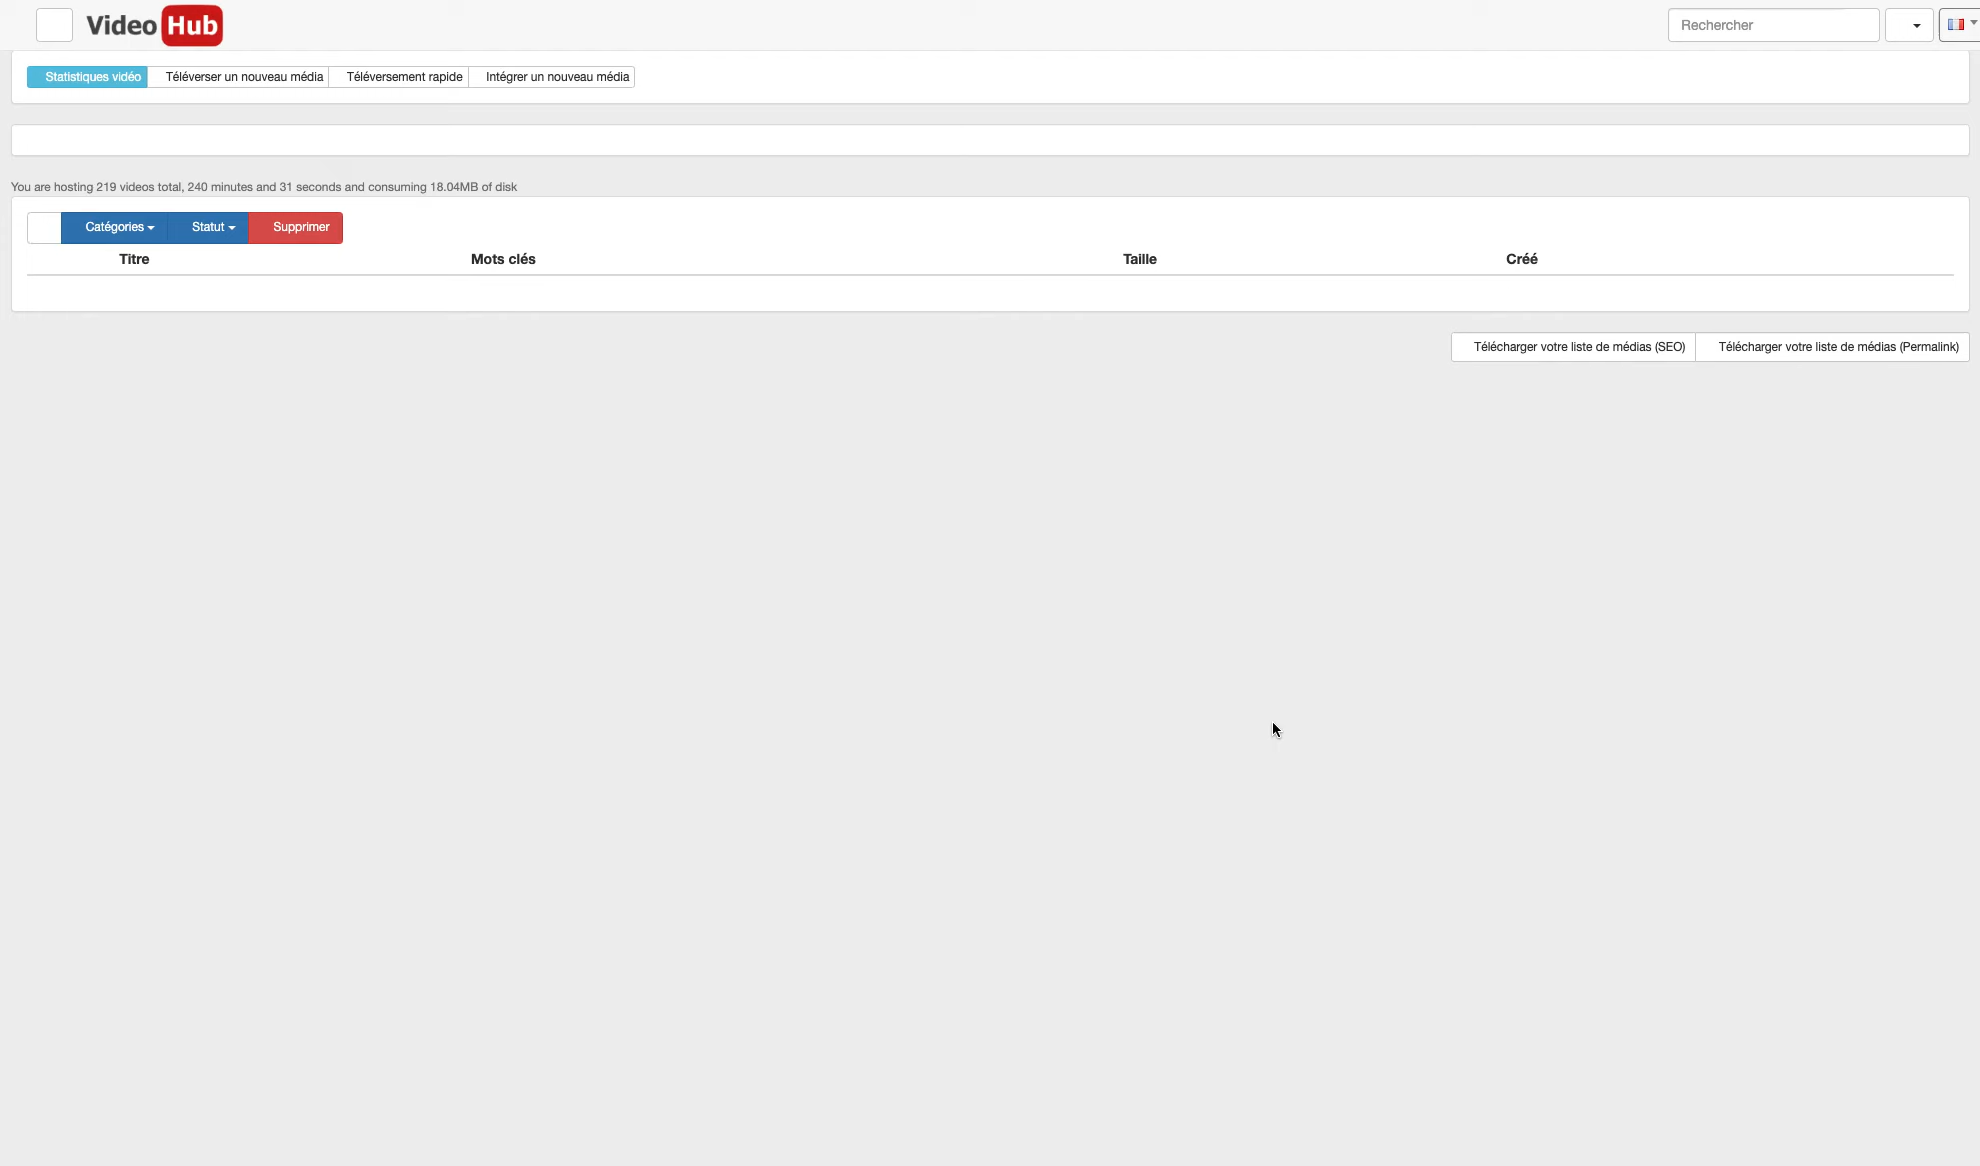 Video Hub
Rechercher
Statistiques vidéo Téléverser un nouveau média Téléversement rapide Intégrer un nouveau média
You are hosting 219 videos total, 240 minutes and 31 seconds and consuming 18.04MB of disk
Catégories Statut Supprimer
Titre Mots clés Taille Créé
Télécharger votre liste de médias (SEO) Télécharger votre liste de médias (Permalink)